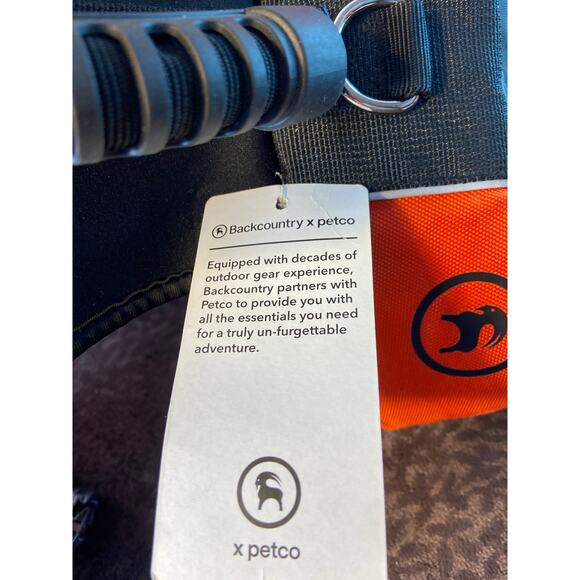 Backcountry x petco
Equipped with decades of
outdoor gear experience,
Backcountry partners with
Petco to provide you with
all the essentials you need
for a truly un-furgettable
adventure.
x petco